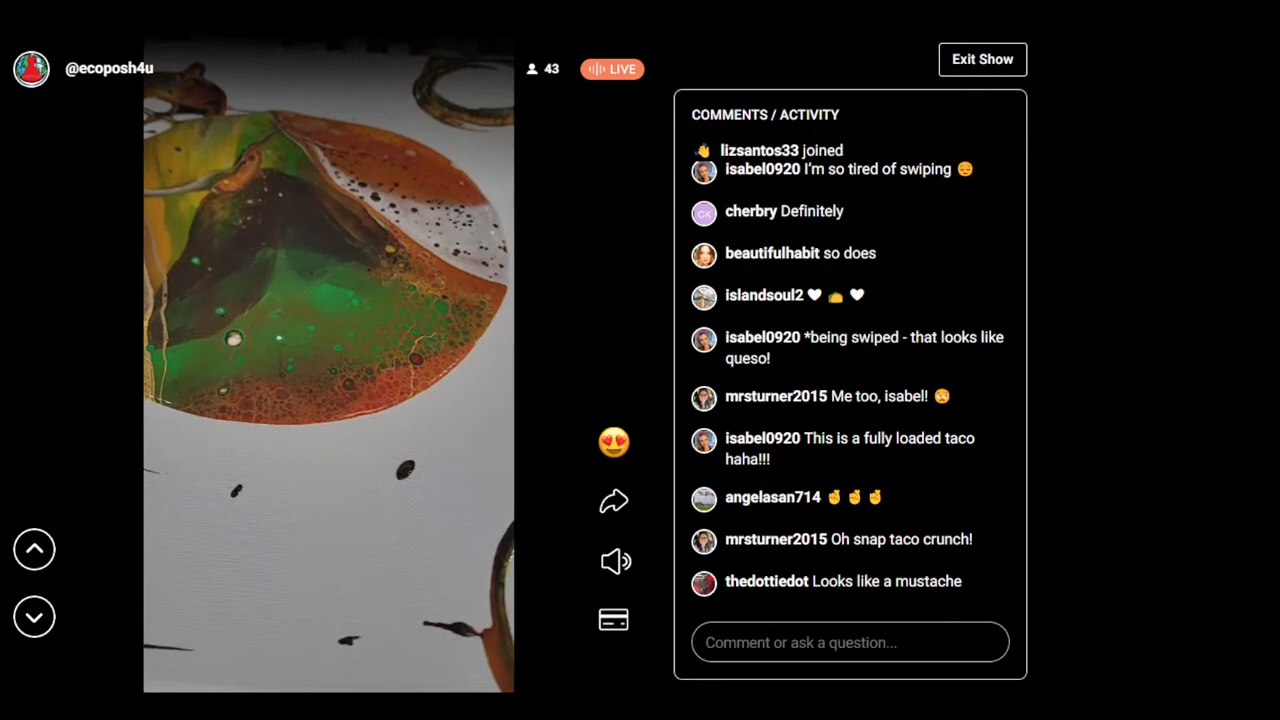 @ecoposh4u
43
LIVE
Exit Show
COMMENTS / ACTIVITY
lizsantos33 joined
isabel0920 I'm so tired of swiping 😔
CK
cherbry Definitely
beautifulhabit so does
islandsoul2 🤍 🌮 🤍
isabel0920 *being swiped - that looks like
queso!
mrsturner2015 Me too, isabel! 😩
isabel0920 This is a fully loaded taco
haha!!!
angelasan714 🤞 🤞 🤞
mrsturner2015 Oh snap taco crunch!
thedottiedot Looks like a mustache
Comment or ask a question...